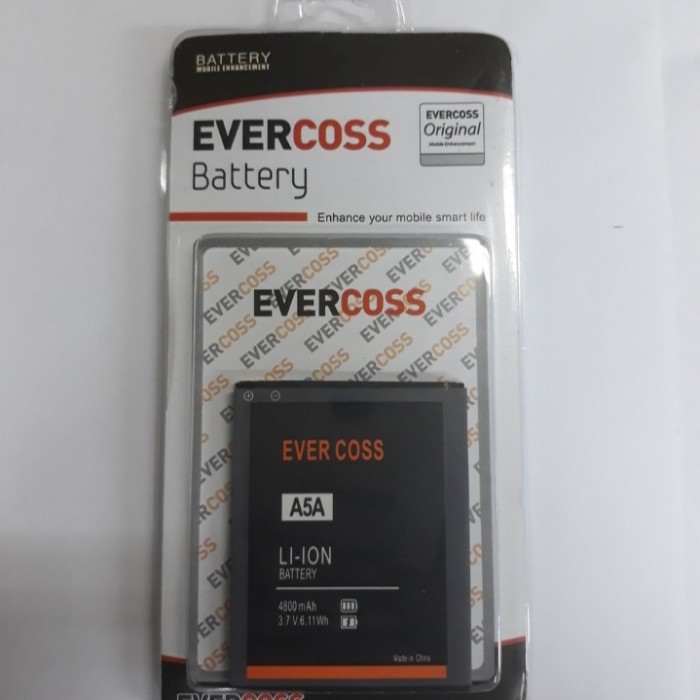 BATTERY
MOBILE ENHANCEMENT
EVERCOSS
Battery
EVERCOSS
Original
Mobile Enhancement
Enhance your mobile smart life
EVERCOSS
EVER COSS
A5A
LI-ION
BATTERY
4800 mAh
3.7 V 6.11Wh
Made in China
EVERCOSS